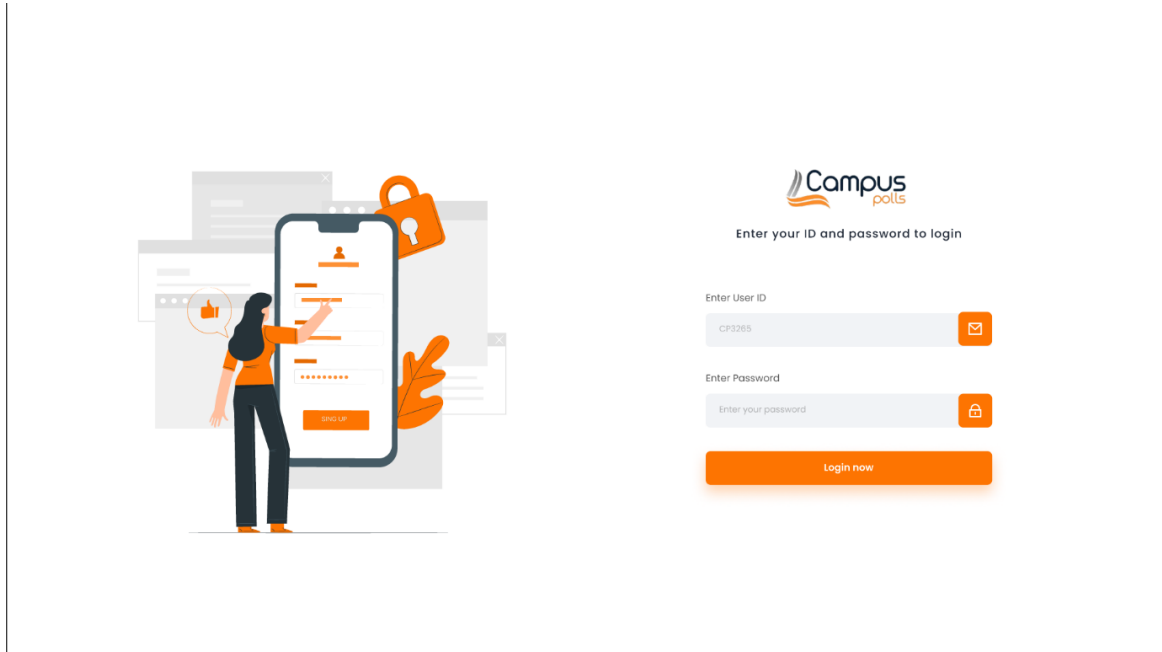 SING UP
Campus
polls
Enter your ID and password to login
Enter User ID
CP3265
Enter Password
Enter your password
Login now